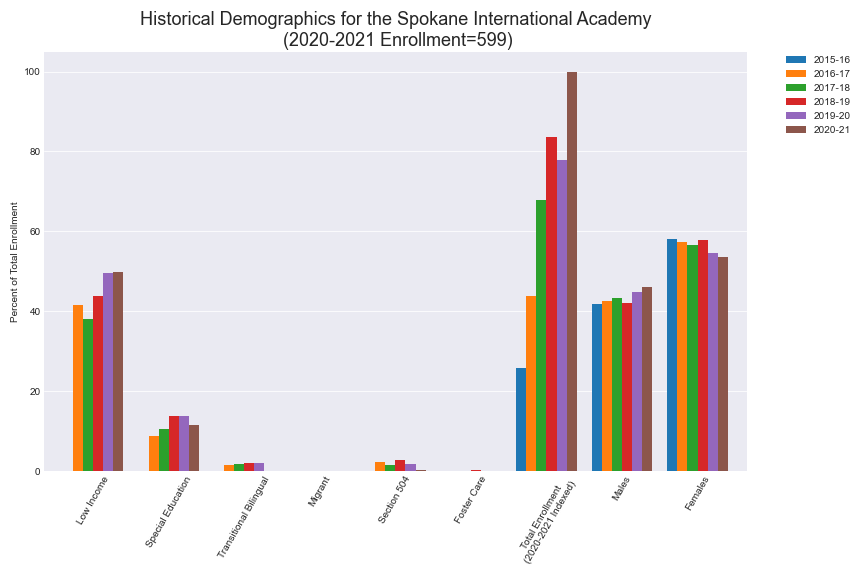 Historical Demographics for the Spokane International Academy
(2020-2021 Enrollment=599)
2015-16
2016-17
2017-18
2018-19
2019-20
2020-21
Percent of Total Enrollment
100
80
60
40
20
0
Low Income
Special Education
Transitional Bilingual
Migrant
Section 504
Foster Care
Total Enrollment
(2020-2021 Indexed)
Males
Females